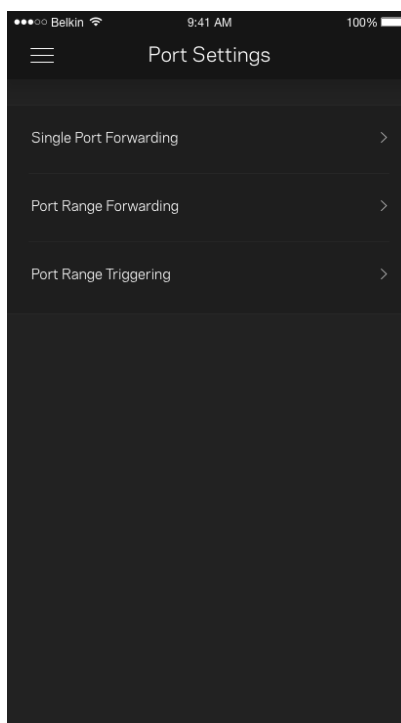 Belkin 9:41 AM 100%
Port Settings
Single Port Forwarding
Port Range Forwarding
Port Range Triggering